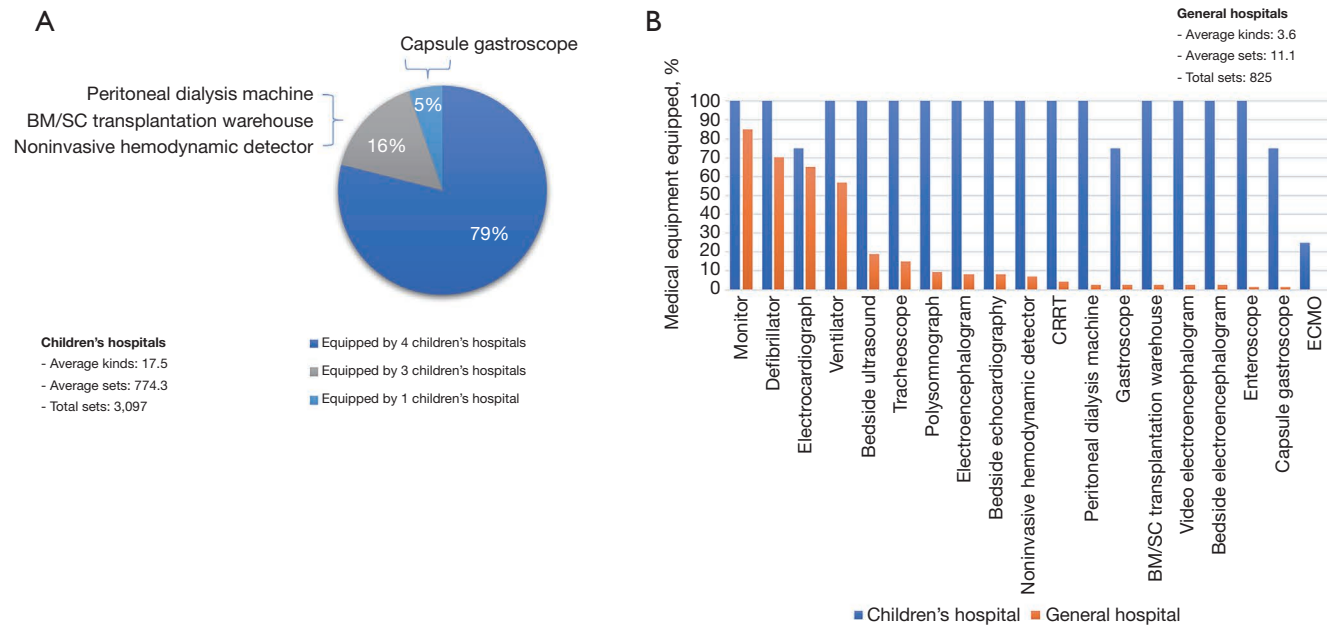 A
Capsule gastroscope
Peritoneal dialysis machine
BM/SC transplantation warehouse
Noninvasive hemodynamic detector
5%
16%
79%
Children's hospitals
- Average kinds: 17.5
- Average sets: 774.3
- Total sets: 3,097
Equipped by 4 children's hospitals
Equipped by 3 children's hospitals
Equipped by 1 children's hospital
B
General hospitals
- Average kinds: 3.6
- Average sets: 11.1
- Total sets: 825
Medical equipment equipped, %
100
90
80
70
60
50
40
30
20
10
0
Monitor
Defibrillator
Electrocardiograph
Ventilator
Bedside ultrasound
Tracheoscope
Polysomnograph
Electroencephalogram
Bedside echocardiography
Noninvasive hemodynamic detector
CRRT
Peritoneal dialysis machine
Gastroscope
BM/SC transplantation warehouse
Video electroencephalogram
Bedside electroencephalogram
Enteroscope
Capsule gastroscope
ECMO
Children's hospital
General hospital